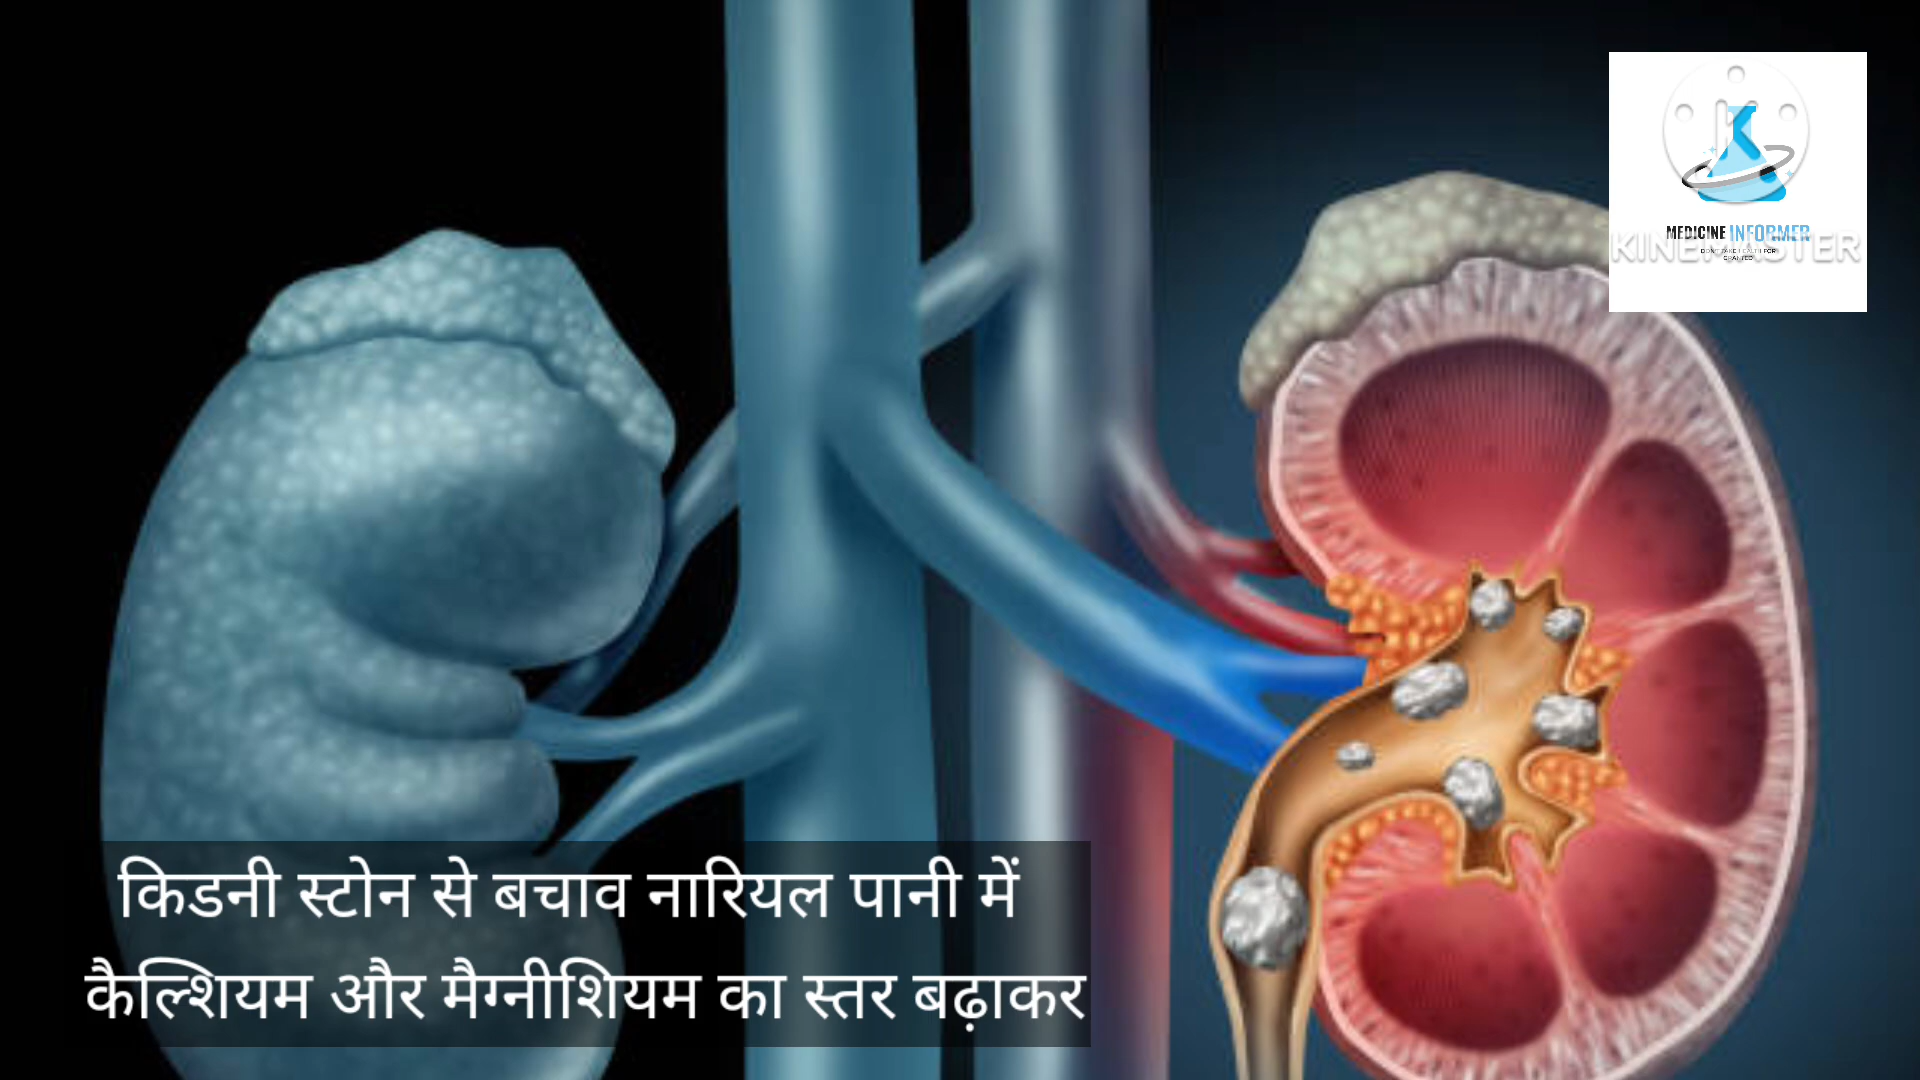 MEDICINE INFORMER
KINEMASTER
किडनी स्टोन से बचाव नारियल पानी में
कैल्शियम और मैग्नीशियम का स्तर बढ़ाकर